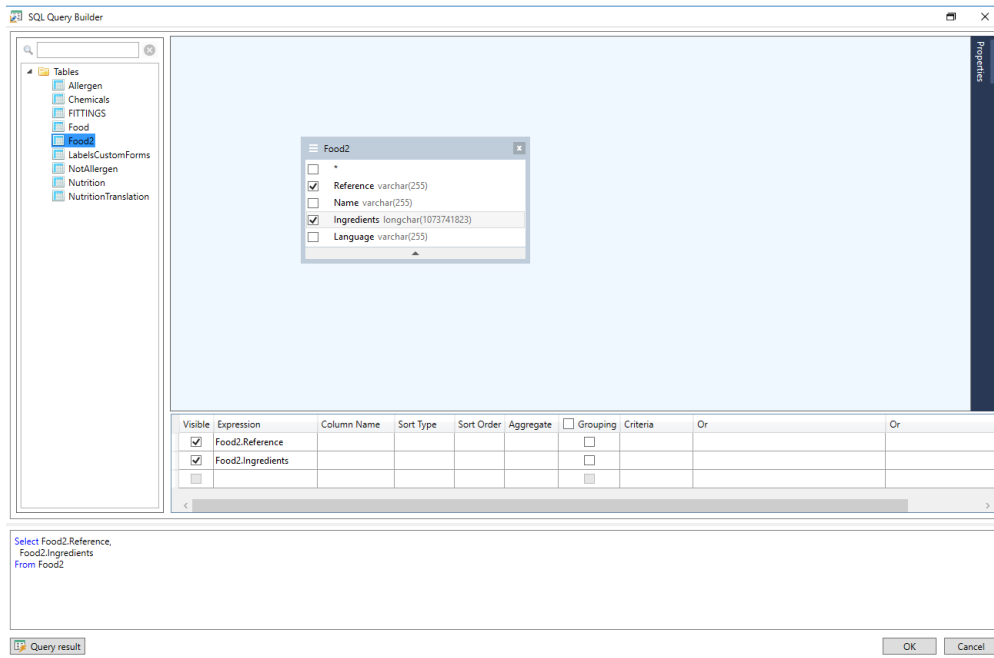 SQL Query Builder
Tables
Allergen
Chemicals
FITTINGS
Food
Food2
LabelsCustomForms
NotAllergen
Nutrition
NutritionTranslation
Food2
*
Reference varchar(255)
Name varchar(255)
Ingredients longchar(1073741823)
Language varchar(255)
Properties
Visible Expression Column Name Sort Type Sort Order Aggregate Grouping Criteria Or Or
Food2.Reference
Food2.Ingredients
Select Food2.Reference,
Food2.Ingredients
From Food2
Query result OK Cancel